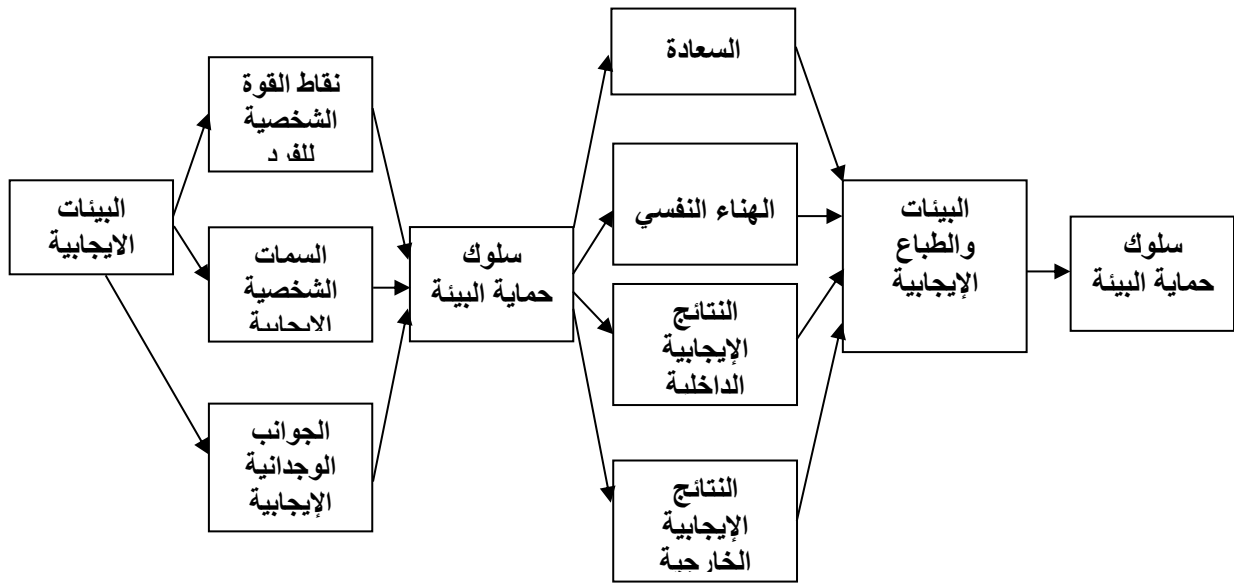 البيئات
الايجابية
نقاط القوة
الشخصية
للفرد
السمات
الشخصية
الايجابية
الجوانب
الوجدانية
الإيجابية
سلوك
حماية البيئة
السعادة
الهناء النفسي
النتائج
الإيجابية
الداخلية
النتائج
الإيجابية
الخارجية
البيئات
والطباع
الإيجابية
سلوك
حماية البيئة